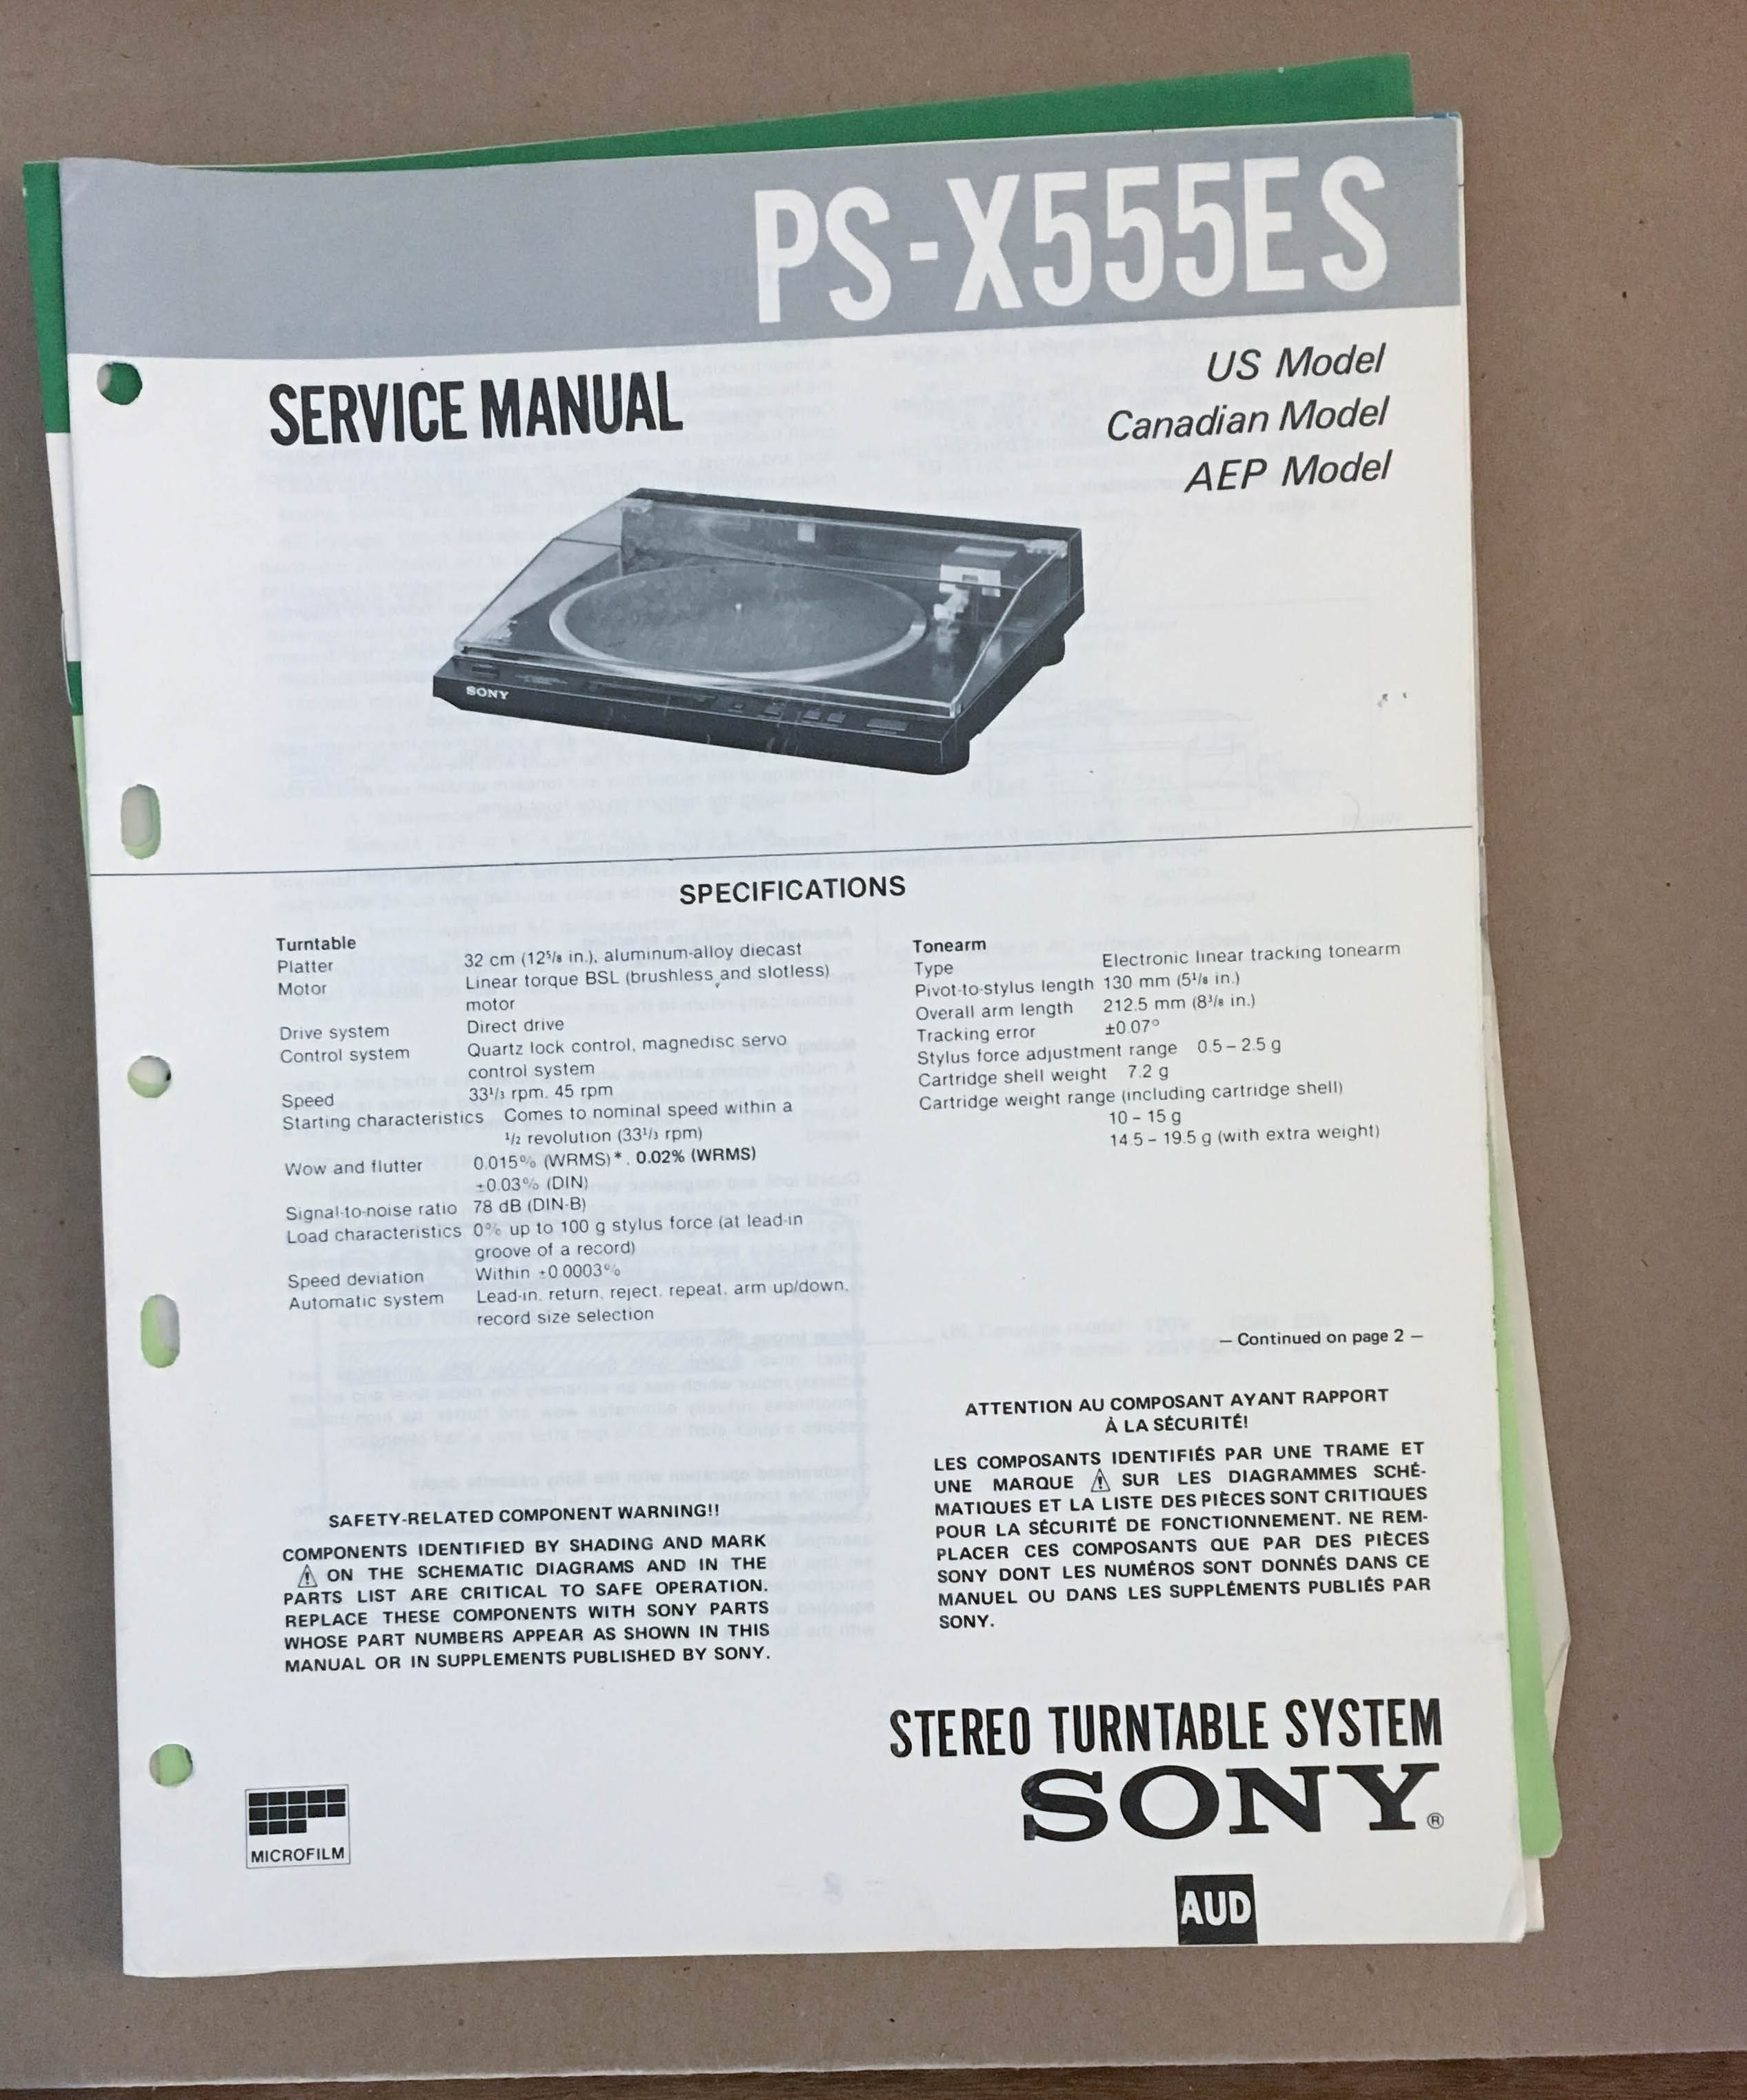 PS-X555ES
US Model
Canadian Model
AEP Model
SERVICE MANUAL
SONY
SPECIFICATIONS
Turntable
Platter 32 cm (12⁵/₈ in.), aluminum-alloy diecast
Motor Linear torque BSL (brushless and slotless)
motor
Drive system Direct drive
Control system Quartz lock control, magnedisc servo
control system
Speed 33¹/₃ rpm. 45 rpm
Starting characteristics Comes to nominal speed within a
¹/₂ revolution (33¹/₃ rpm)
Wow and flutter 0.015% (WRMS)*. 0.02% (WRMS)
±0.03% (DIN)
Signal-to-noise ratio 78 dB (DIN-B)
Load characteristics 0% up to 100 g stylus force (at lead-in
groove of a record)
Speed deviation Within ±0.0003%
Automatic system Lead-in, return, reject, repeat, arm up/down,
record size selection
Tonearm
Type Electronic linear tracking tonearm
Pivot-to-stylus length 130 mm (5¹/₈ in.)
Overall arm length 212.5 mm (8³/₈ in.)
Tracking error ±0.07°
Stylus force adjustment range 0.5 – 2.5 g
Cartridge shell weight 7.2 g
Cartridge weight range (including cartridge shell)
10 – 15 g
14.5 – 19.5 g (with extra weight)
— Continued on page 2 —
SAFETY-RELATED COMPONENT WARNING!!
COMPONENTS IDENTIFIED BY SHADING AND MARK
⚠ ON THE SCHEMATIC DIAGRAMS AND IN THE
PARTS LIST ARE CRITICAL TO SAFE OPERATION.
REPLACE THESE COMPONENTS WITH SONY PARTS
WHOSE PART NUMBERS APPEAR AS SHOWN IN THIS
MANUAL OR IN SUPPLEMENTS PUBLISHED BY SONY.
ATTENTION AU COMPOSANT AYANT RAPPORT
À LA SÉCURITÉ!
LES COMPOSANTS IDENTIFIÉS PAR UNE TRAME ET
UNE MARQUE ⚠ SUR LES DIAGRAMMES SCHÉ-
MATIQUES ET LA LISTE DES PIÈCES SONT CRITIQUES
POUR LA SÉCURITÉ DE FONCTIONNEMENT. NE REM-
PLACER CES COMPOSANTS QUE PAR DES PIÈCES
SONY DONT LES NUMÉROS SONT DONNÉS DANS CE
MANUEL OU DANS LES SUPPLÉMENTS PUBLIÉS PAR
SONY.
STEREO TURNTABLE SYSTEM
SONY®
MICROFILM
AUD